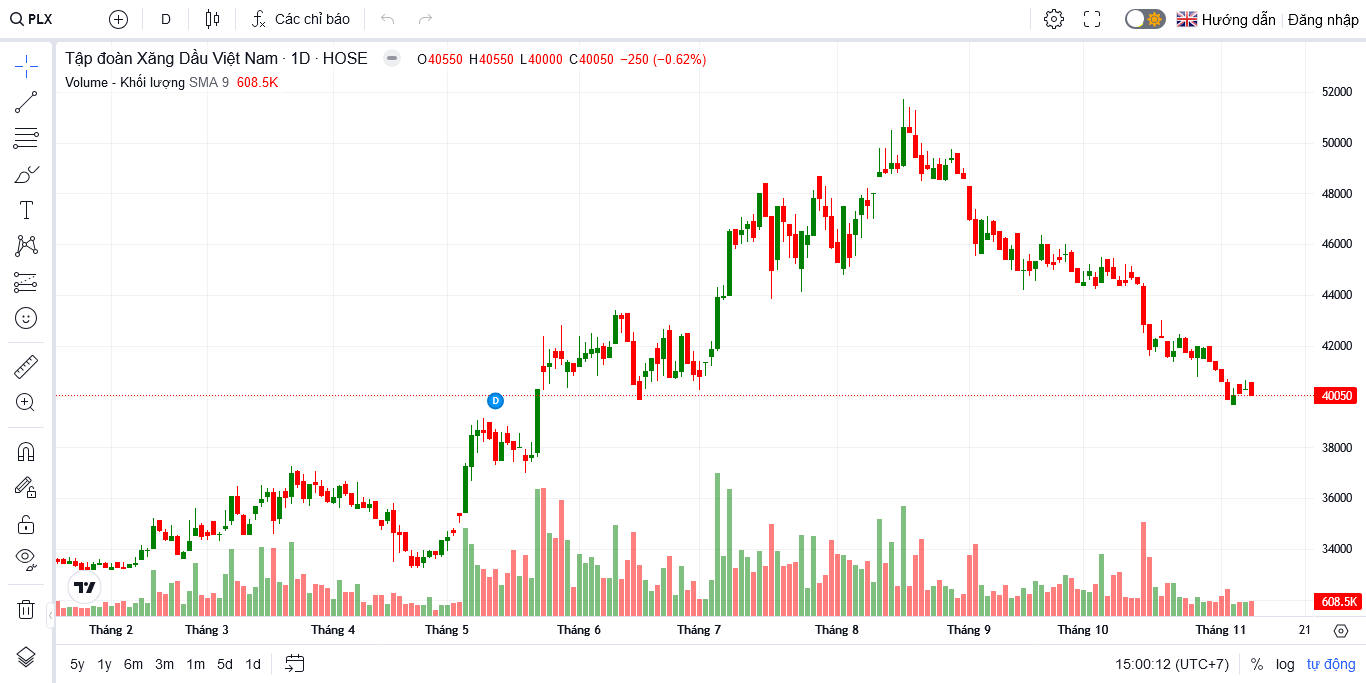 PLX D Các chỉ báo Hướng dẫn Đăng nhập
Tập đoàn Xăng Dầu Việt Nam · 1D · HOSE O40550 H40550 L40000 C40050 −250 (−0.62%)
Volume - Khối lượng SMA 9 608.5K
52000
50000
48000
46000
44000
42000
40050
D
38000
36000
34000
608.5K
Tháng 2 Tháng 3 Tháng 4 Tháng 5 Tháng 6 Tháng 7 Tháng 8 Tháng 9 Tháng 10 Tháng 11 21
5y 1y 6m 3m 1m 5d 1d 15:00:12 (UTC+7) % log tự động